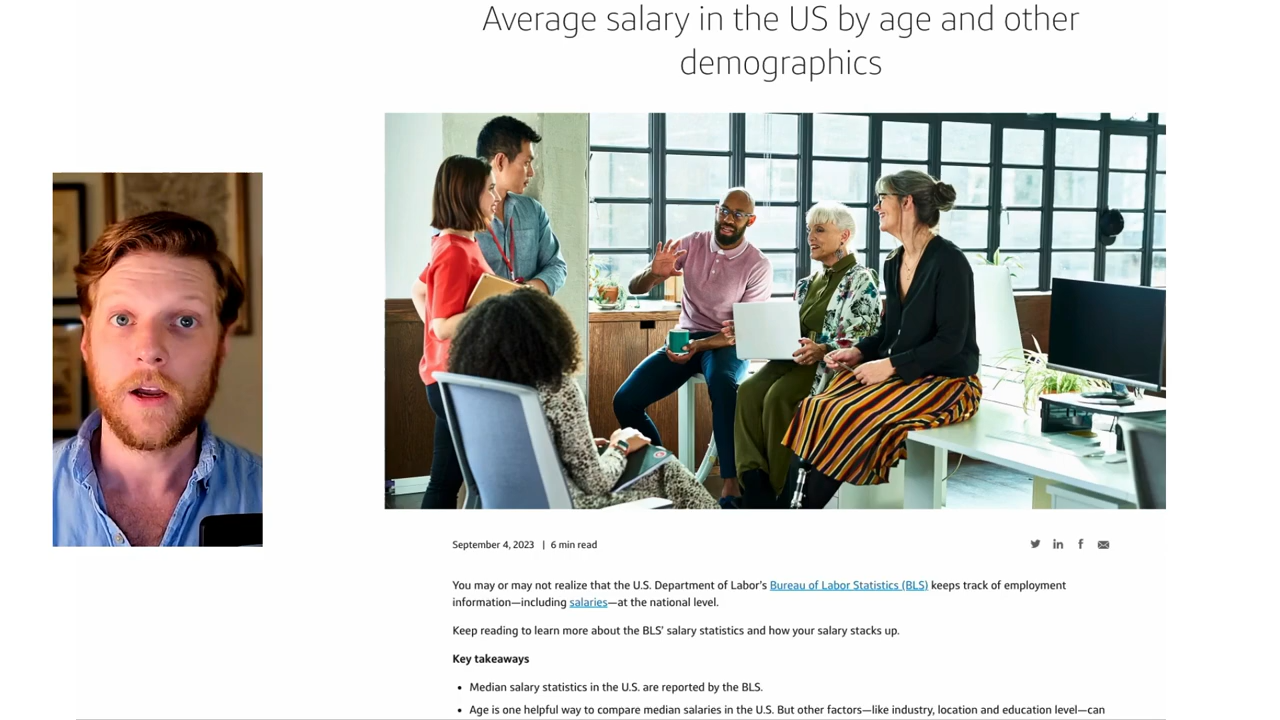 Average salary in the US by age and other
demographics
September 4, 2023 | 6 min read
You may or may not realize that the U.S. Department of Labor's Bureau of Labor Statistics (BLS) keeps track of employment
information—including salaries—at the national level.
Keep reading to learn more about the BLS' salary statistics and how your salary stacks up.
Key takeaways
• Median salary statistics in the U.S. are reported by the BLS.
• Age is one helpful way to compare median salaries in the U.S. But other factors—like industry, location and education level—can